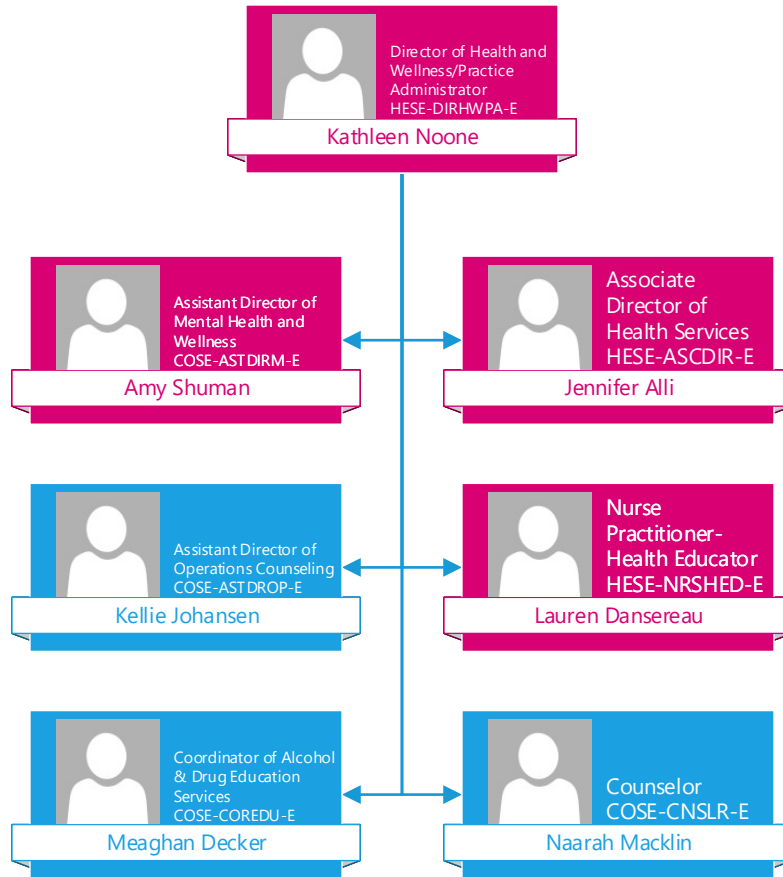 Director of Health and
Wellness/Practice
Administrator
HESE-DIRHWPA-E
Kathleen Noone
Assistant Director of
Mental Health and
Wellness
COSE-ASTDIRM-E
Amy Shuman
Associate
Director of
Health Services
HESE-ASCDIR-E
Jennifer Alli
Assistant Director of
Operations Counseling
COSE-ASTDROP-E
Kellie Johansen
Nurse
Practitioner-
Health Educator
HESE-NRSHED-E
Lauren Dansereau
Coordinator of Alcohol
& Drug Education
Services
COSE-COREDU-E
Meaghan Decker
Counselor
COSE-CNSLR-E
Naarah Macklin